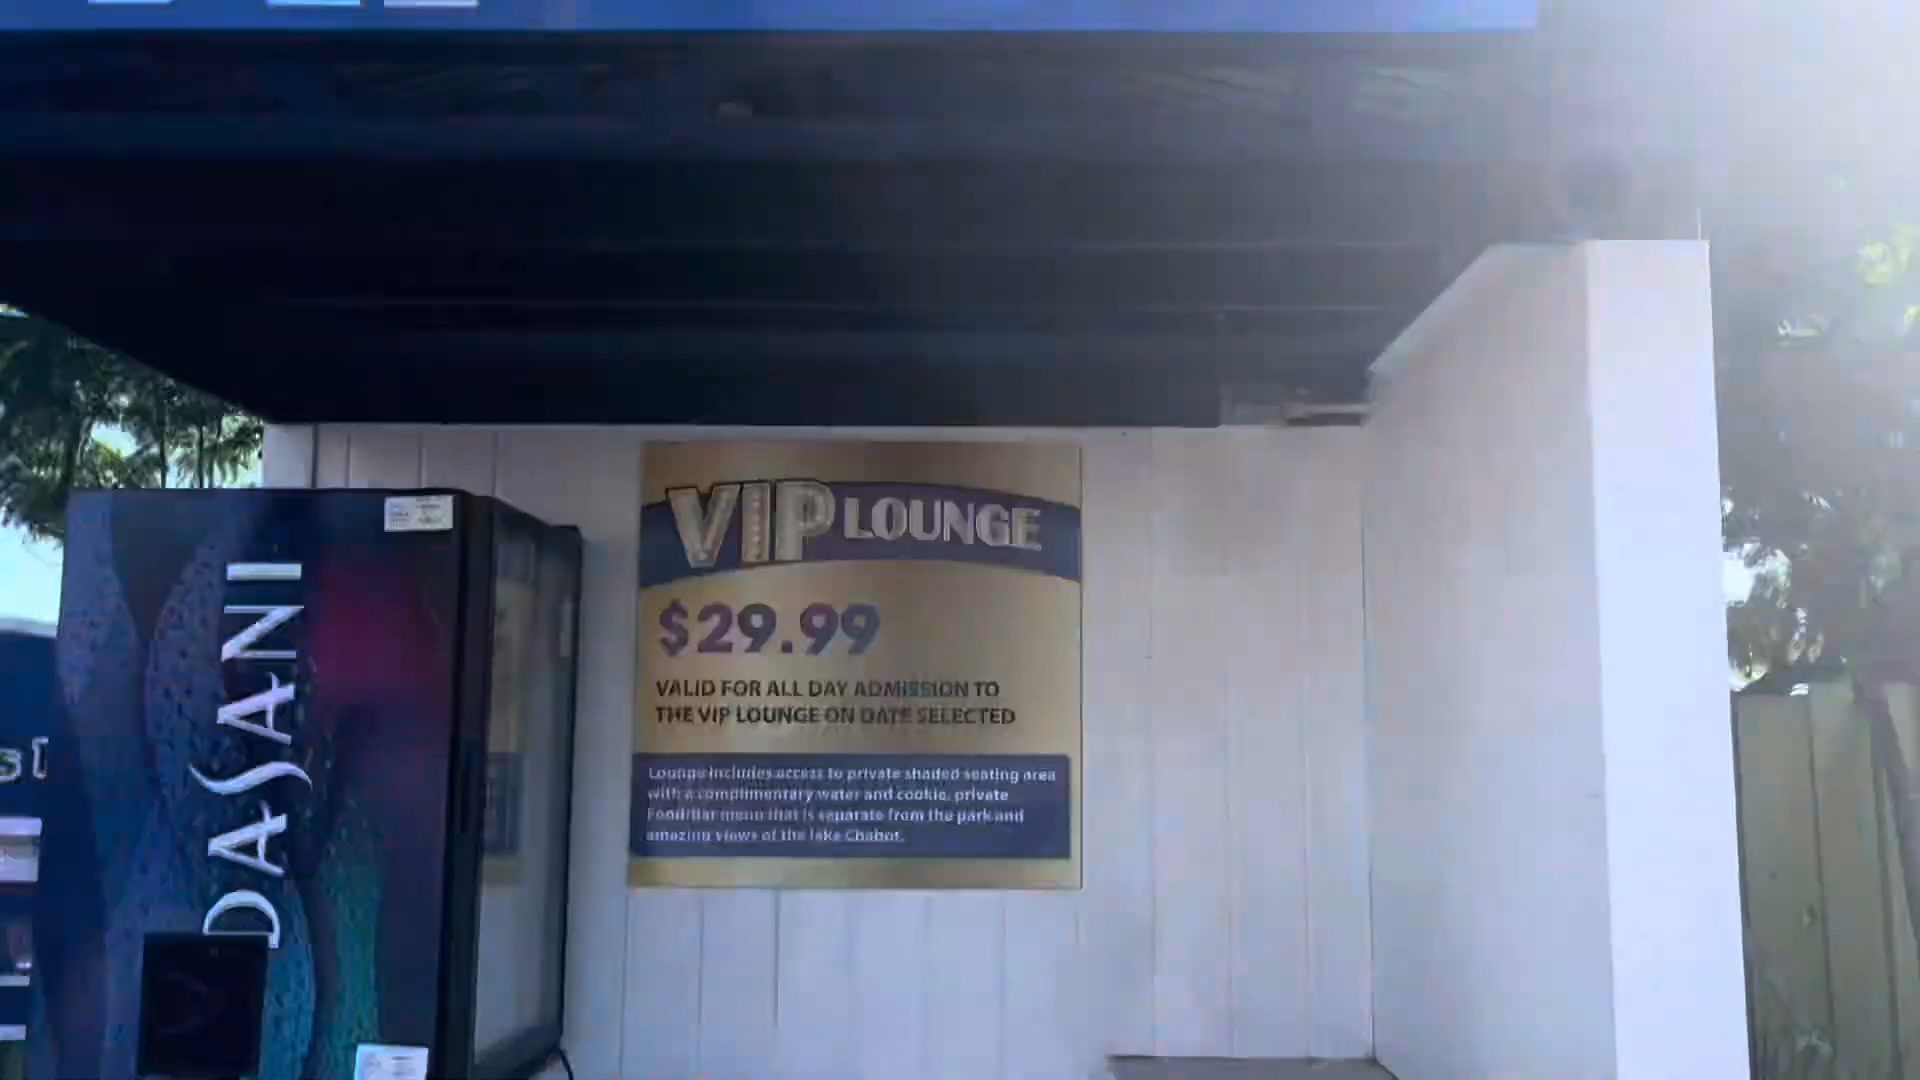 VIP LOUNGE
$29.99
VALID FOR ALL DAY ADMISSION TO
THE VIP LOUNGE ON DATE SELECTED
Lounge includes access to private shaded seating area
with a complimentary water and cookie, private
Food/Bar menu that is separate from the park and
amazing views of the lake Chabot.
DASANI